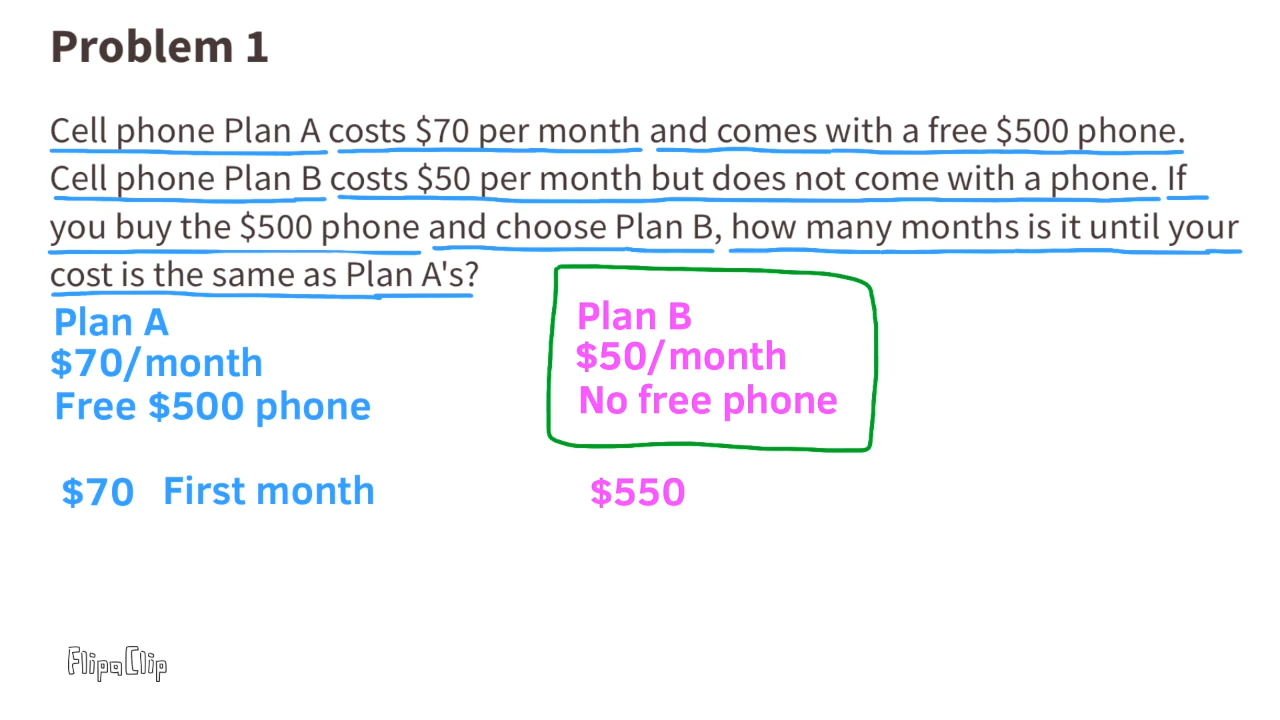 Problem 1
Cell phone Plan A costs $70 per month and comes with a free $500 phone.
Cell phone Plan B costs $50 per month but does not come with a phone. If
you buy the $500 phone and choose Plan B, how many months is it until your
cost is the same as Plan A's?
Plan A
$70/month
Free $500 phone
Plan B
$50/month
No free phone
$70 First month
$550
FlipaClip